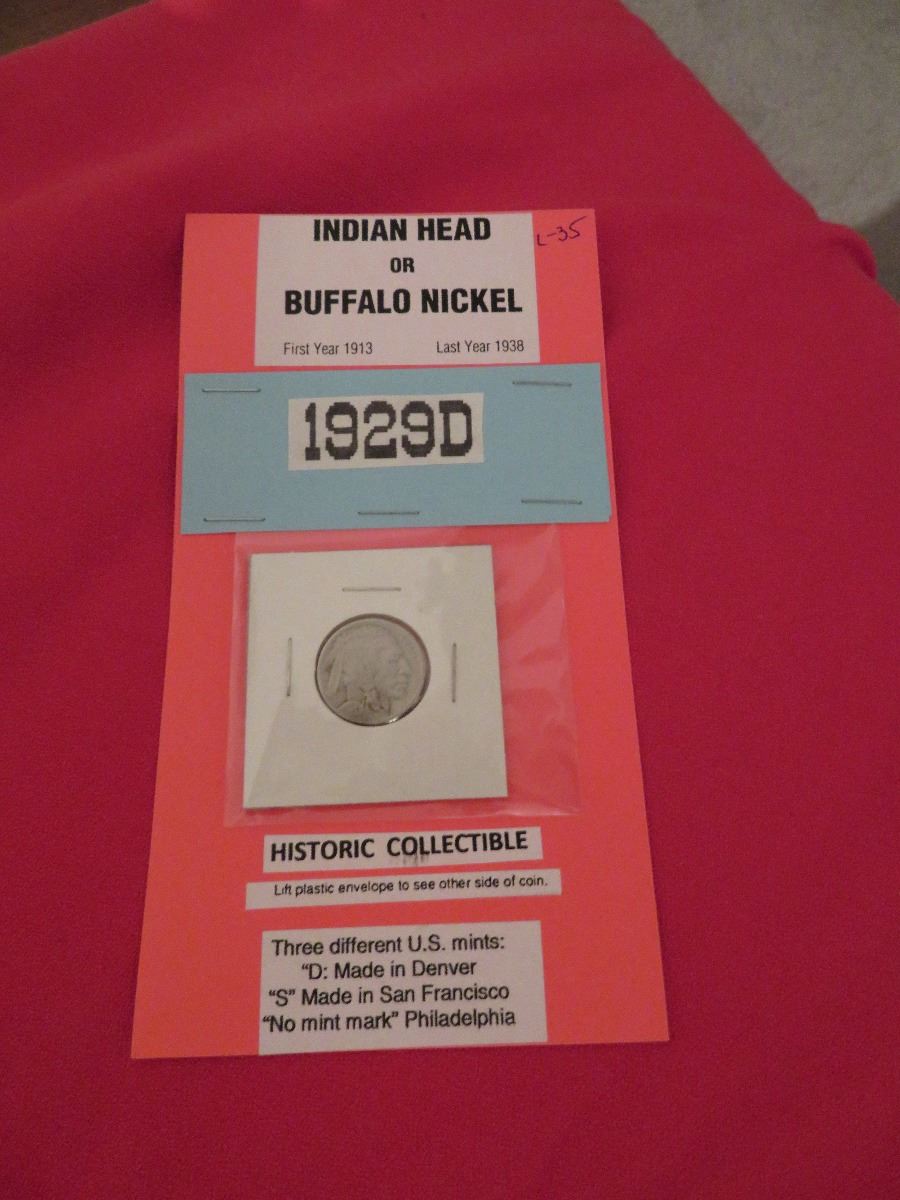 INDIAN HEAD
L-35
OR
BUFFALO NICKEL
First Year 1913 Last Year 1938
1929D
HISTORIC COLLECTIBLE
Lift plastic envelope to see other side of coin.
Three different U.S. mints:
"D: Made in Denver
"S" Made in San Francisco
"No mint mark" Philadelphia